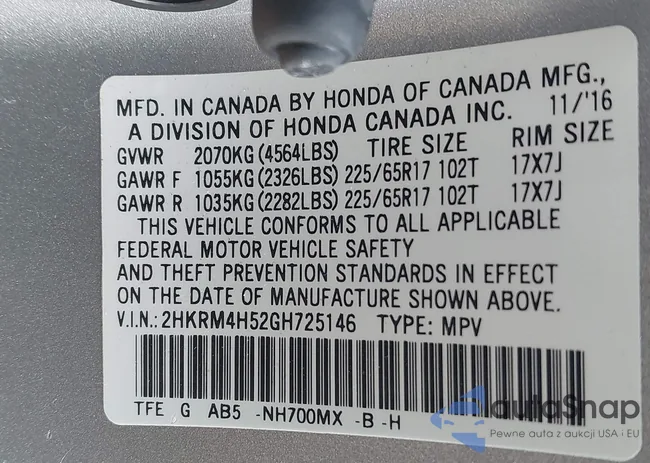 MFD. IN CANADA BY HONDA OF CANADA MFG.,
A DIVISION OF HONDA CANADA INC. 11/'16
GVWR 2070KG(4564LBS) TIRE SIZE RIM SIZE
GAWR F 1055KG(2326LBS) 225/65R17 102T 17X7J
GAWR R 1035KG(2282LBS) 225/65R17 102T 17X7J
THIS VEHICLE CONFORMS TO ALL APPLICABLE
FEDERAL MOTOR VEHICLE SAFETY
AND THEFT PREVENTION STANDARDS IN EFFECT
ON THE DATE OF MANUFACTURE SHOWN ABOVE.
V.I.N.: 2HKRM4H52GH725146 TYPE: MPV
TFE G AB5 -NH700MX -B -H
autoSnap
Pewne auta z aukcji USA i EU